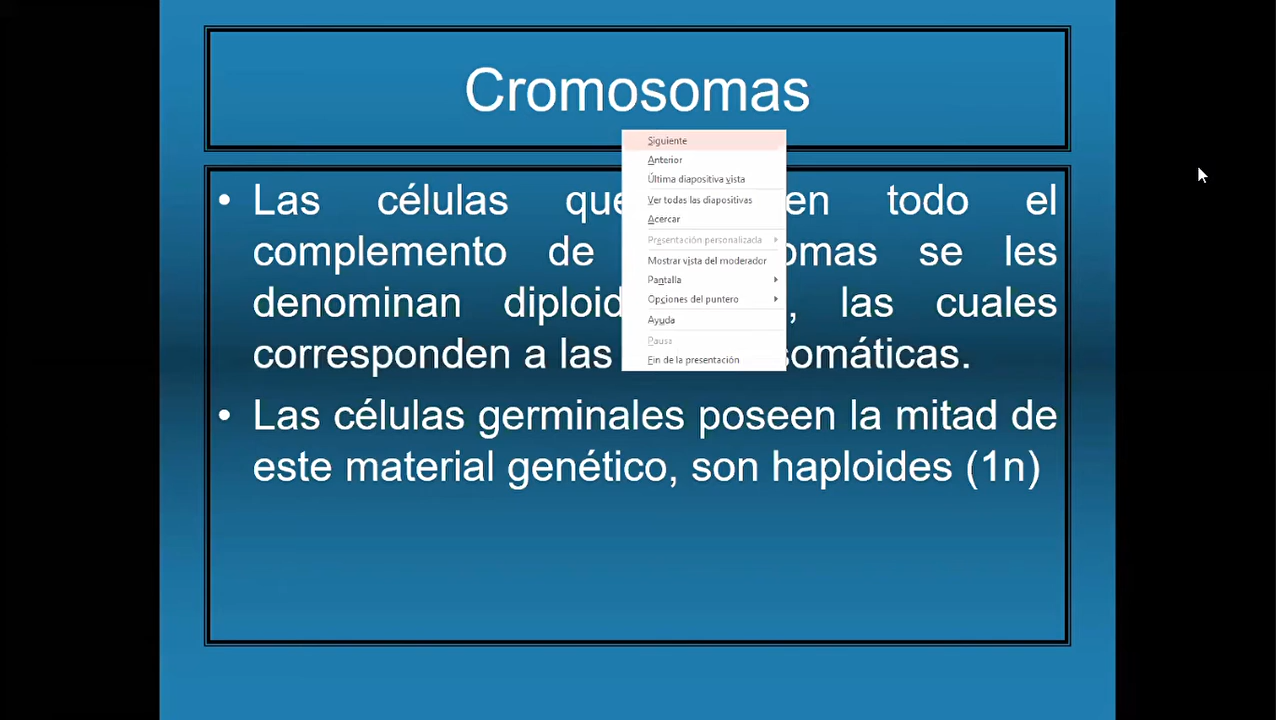 Cromosomas
• Las células que en todo el
complemento de omas se les
denominan diploid , las cuales
corresponden a las somáticas.
• Las células germinales poseen la mitad de
este material genético, son haploides (1n)
Siguiente
Anterior
Última diapositiva vista
Ver todas las diapositivas
Acercar
Presentación personalizada
Mostrar vista del moderador
Pantalla
Opciones del puntero
Ayuda
Pausa
Fin de la presentación